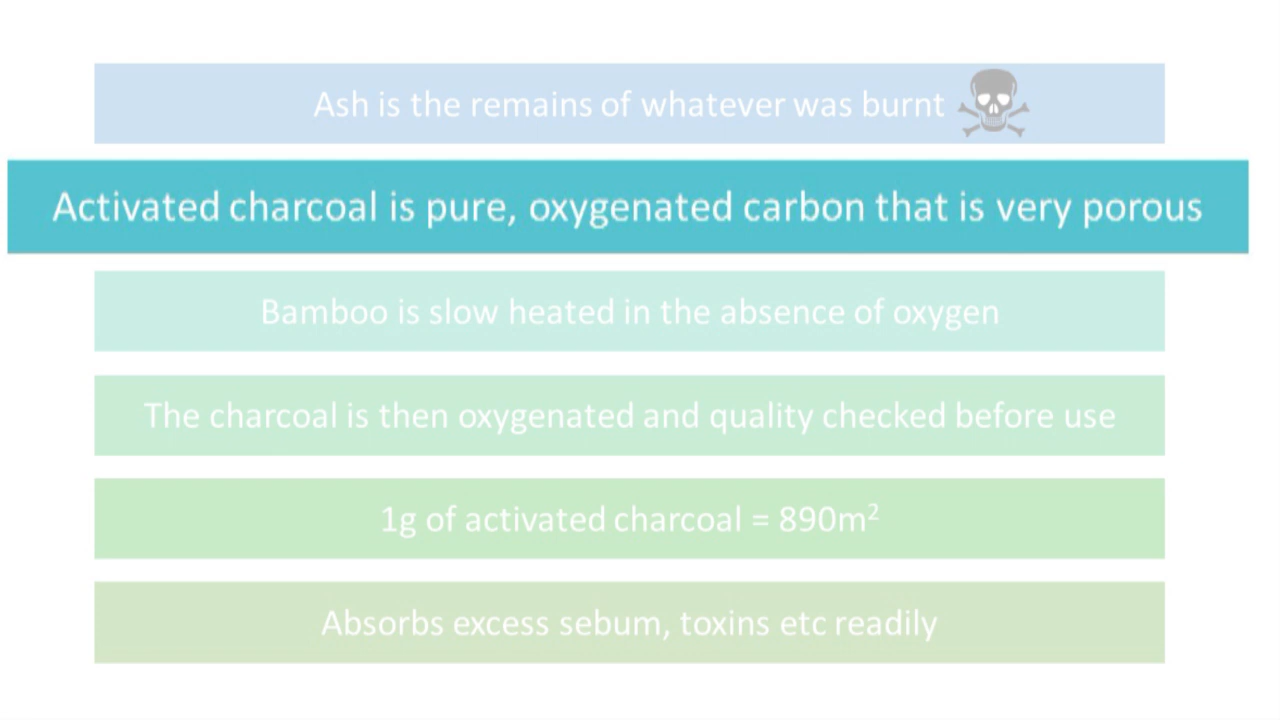 Ash is the remains of whatever was burnt
Activated charcoal is pure, oxygenated carbon that is very porous
Bamboo is slow heated in the absence of oxygen
The charcoal is then oxygenated and quality checked before use
1g of activated charcoal = 890m²
Absorbs excess sebum, toxins etc readily